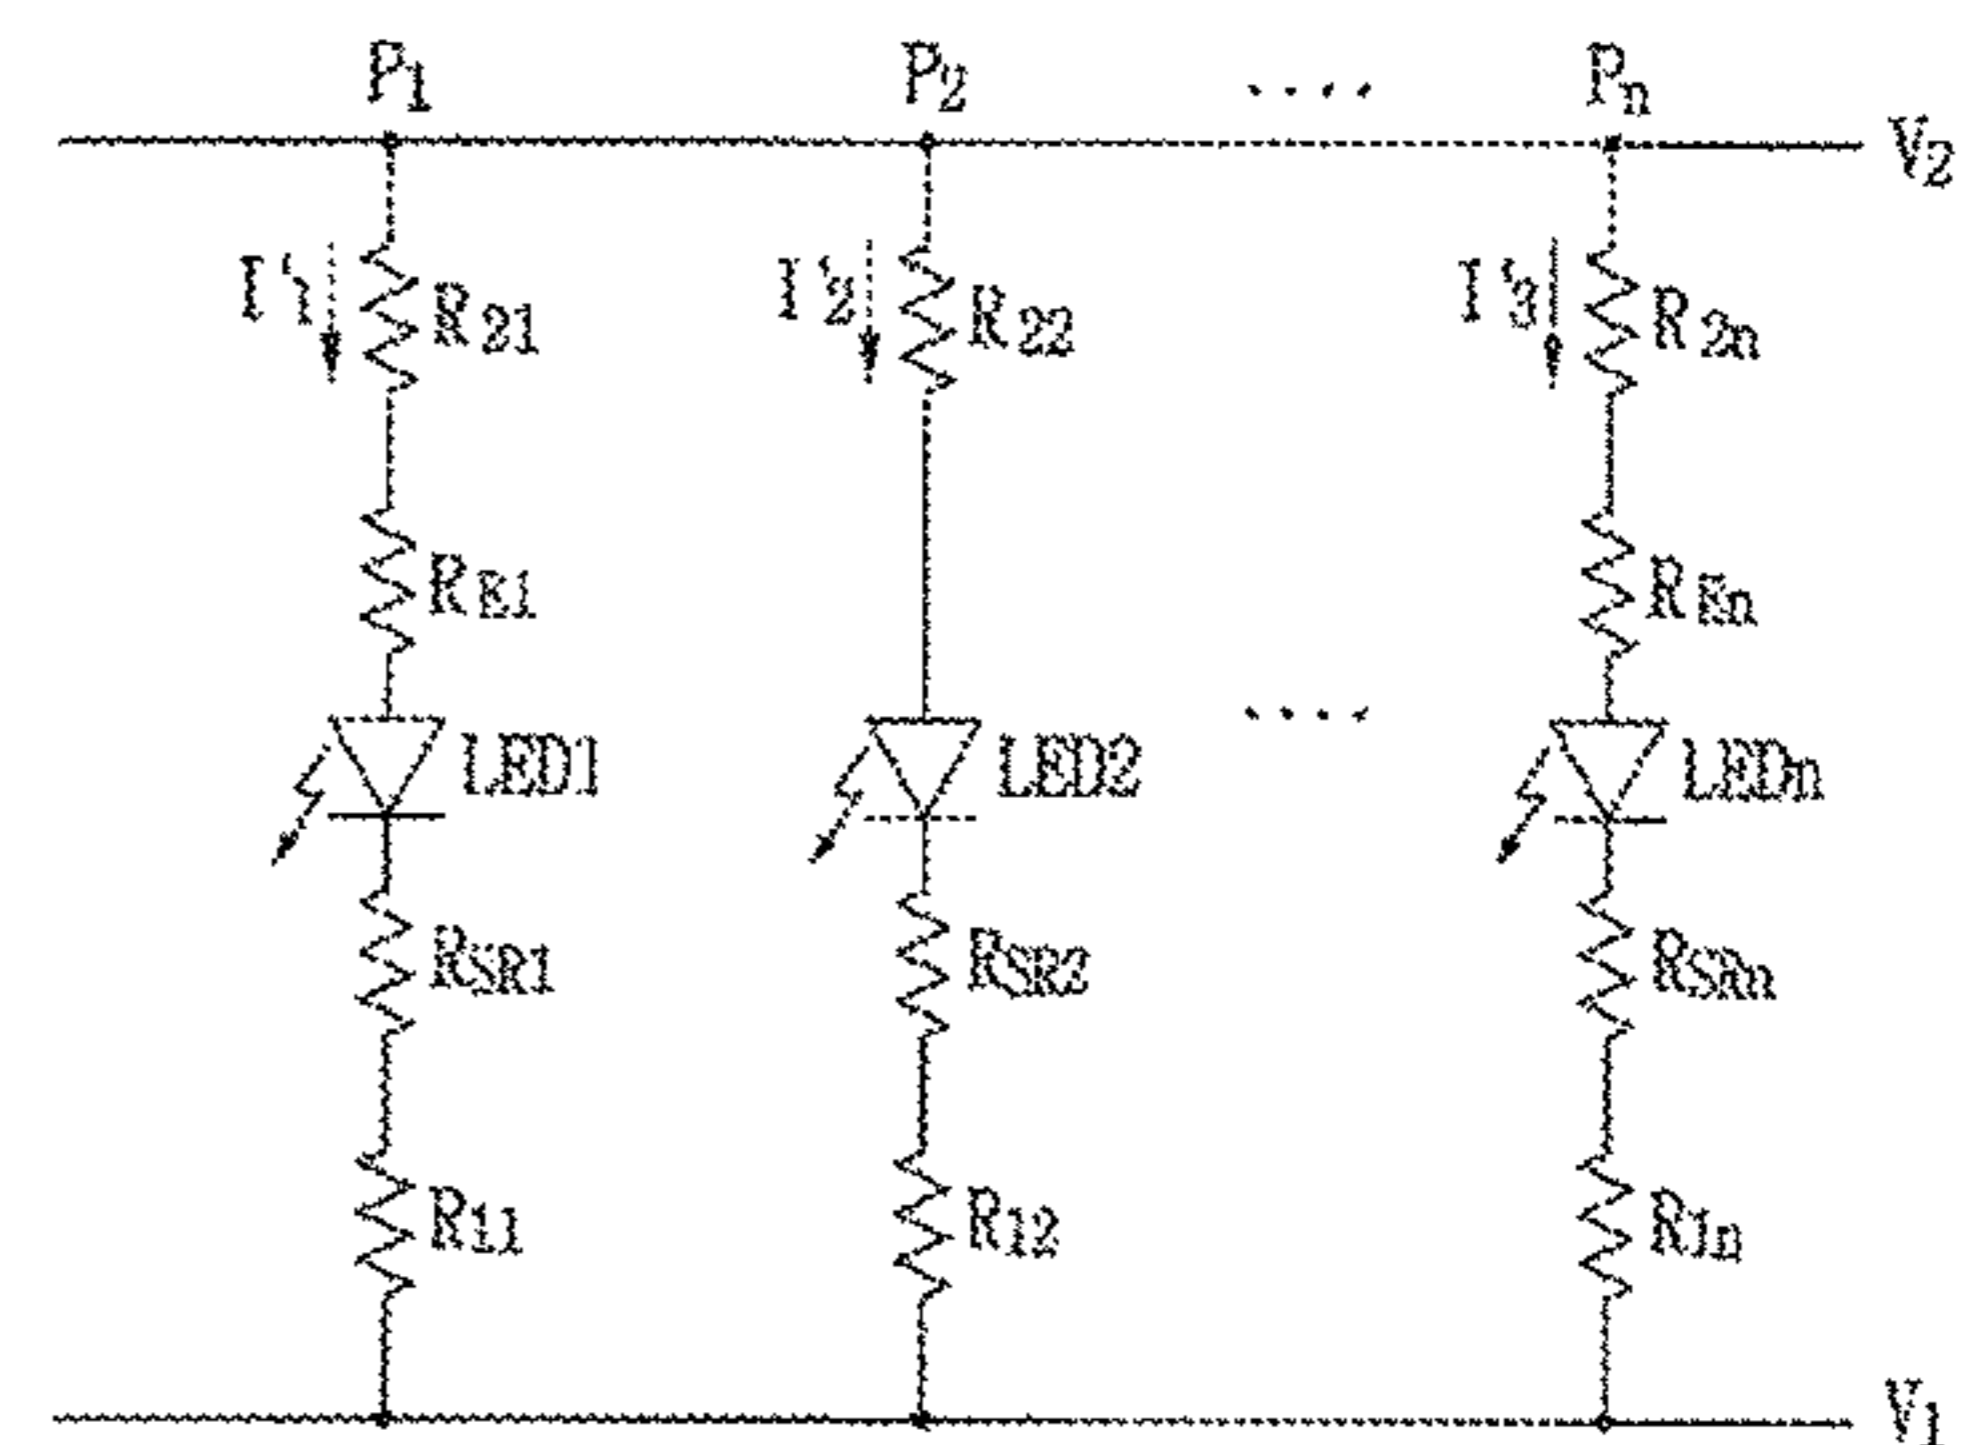 P1 P2 .... Pn
V2
I'1 R21 I'2 R22 I'3 R2n
RE1 REn
LED1 LED2 .... LEDn
RSR1 RSR2 RSRn
R11 R12 R1n
V1